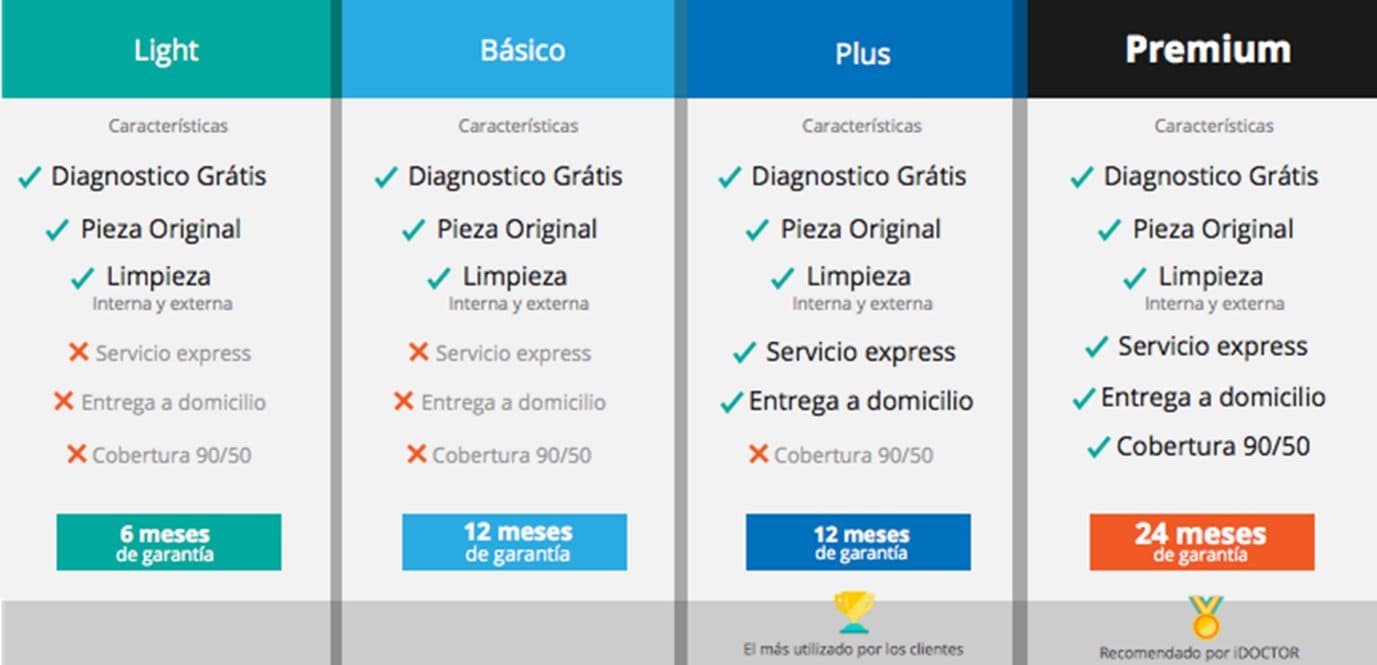 Light
Características
Diagnostico Grátis
Pieza Original
Limpieza
Interna y externa
Servicio express
Entrega a domicilio
Cobertura 90/50
6 meses
de garantía
Básico
Características
Diagnostico Grátis
Pieza Original
Limpieza
Interna y externa
Servicio express
Entrega a domicilio
Cobertura 90/50
12 meses
de garantía
Plus
Características
Diagnostico Grátis
Pieza Original
Limpieza
Interna y externa
Servicio express
Entrega a domicilio
Cobertura 90/50
12 meses
de garantía
El más utilizado por los clientes
Premium
Características
Diagnostico Grátis
Pieza Original
Limpieza
Interna y externa
Servicio express
Entrega a domicilio
Cobertura 90/50
24 meses
de garantía
Recomendado por iDOCTOR